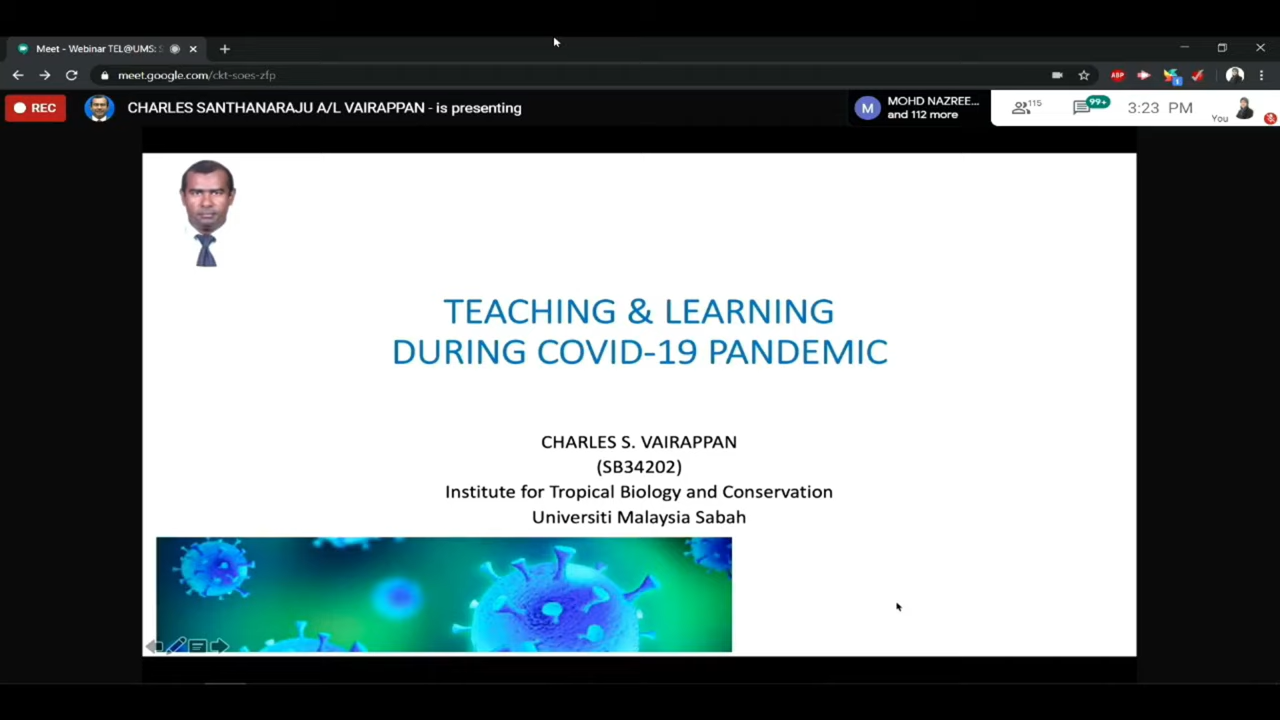 Meet - Webinar TEL@UMS: S
meet.google.com/ckt-soes-zfp
ABP
REC
CHARLES SANTHANARAJU A/L VAIRAPPAN - is presenting
M
MOHD NAZREE...
and 112 more
115
99+
3:23 PM
You
TEACHING & LEARNING
DURING COVID-19 PANDEMIC
CHARLES S. VAIRAPPAN
(SB34202)
Institute for Tropical Biology and Conservation
Universiti Malaysia Sabah